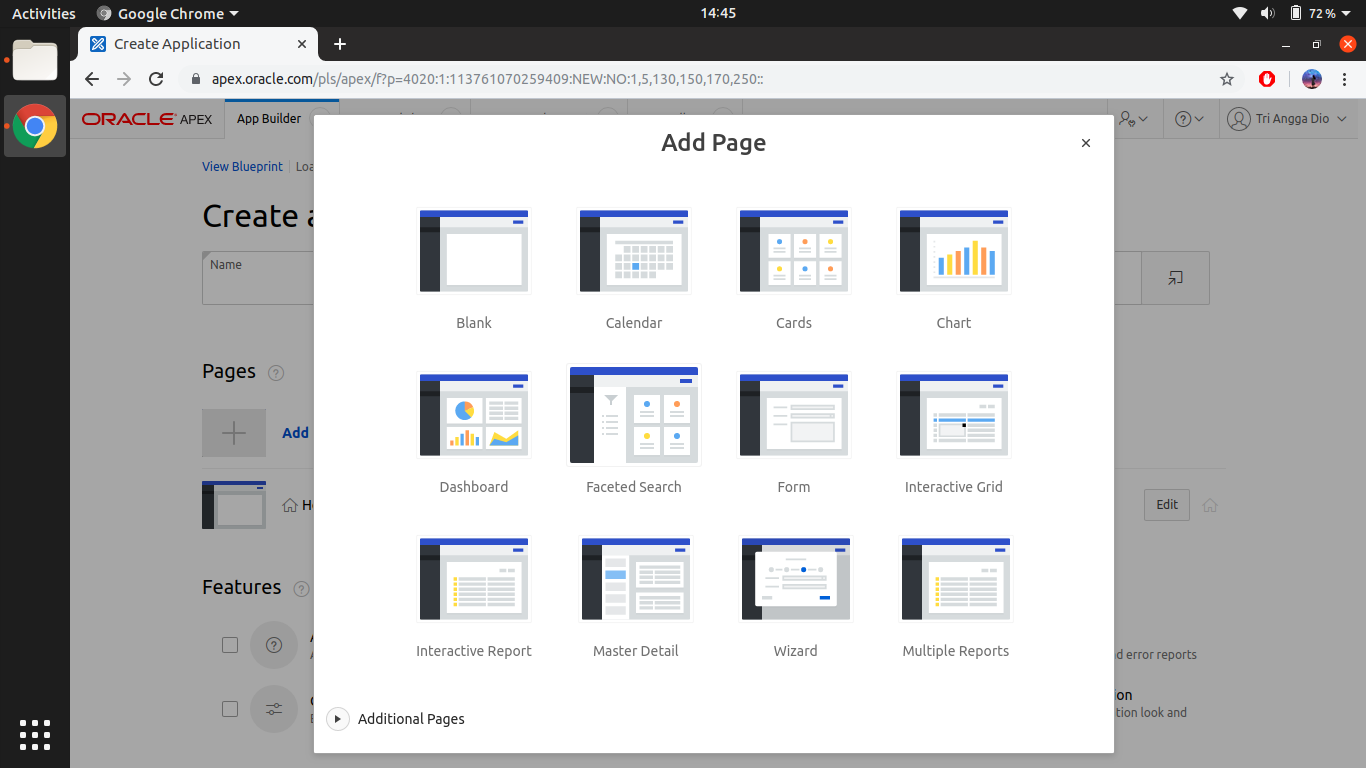 Activities Google Chrome 14:45 72 %
Create Application
apex.oracle.com/pls/apex/f?p=4020:1:113761070259409:NEW:NO:1,5,130,150,170,250::
ORACLE APEX App Builder Tri Angga Dio
Add Page
View Blueprint Loa
Create a
Name
Blank Calendar Cards Chart
Pages
Add
Dashboard Faceted Search Form Interactive Grid
Edit
Features
Interactive Report Master Detail Wizard Multiple Reports
error reports
tion look and
Additional Pages